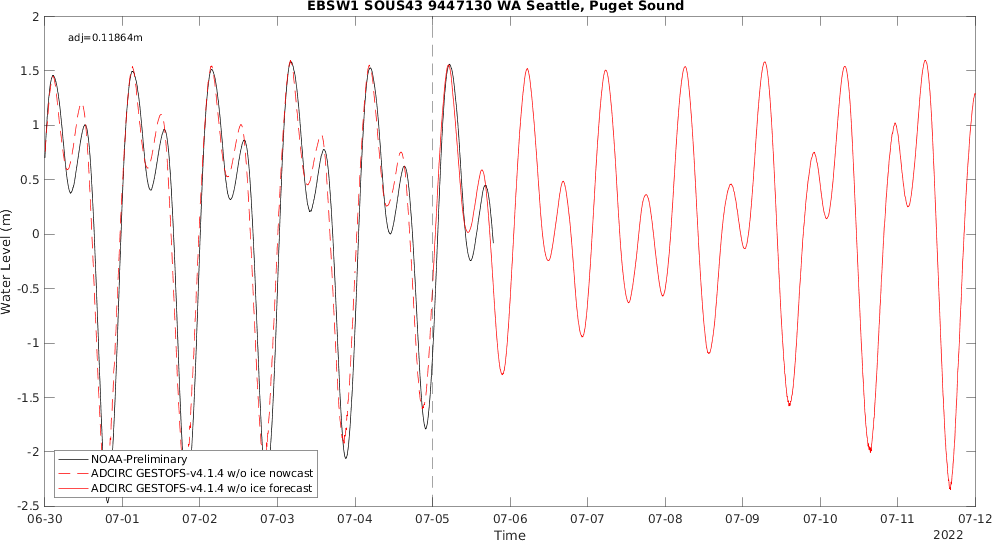 EBSW1 SOUS43 9447130 WA Seattle, Puget Sound
2
adj=0.11864m
1.5
1
0.5
0
-0.5
-1
-1.5
-2
-2.5
Water Level (m)
NOAA-Preliminary
ADCIRC GESTOFS-v4.1.4 w/o ice nowcast
ADCIRC GESTOFS-v4.1.4 w/o ice forecast
06-30 07-01 07-02 07-03 07-04 07-05 07-06 07-07 07-08 07-09 07-10 07-11 07-12
Time
2022